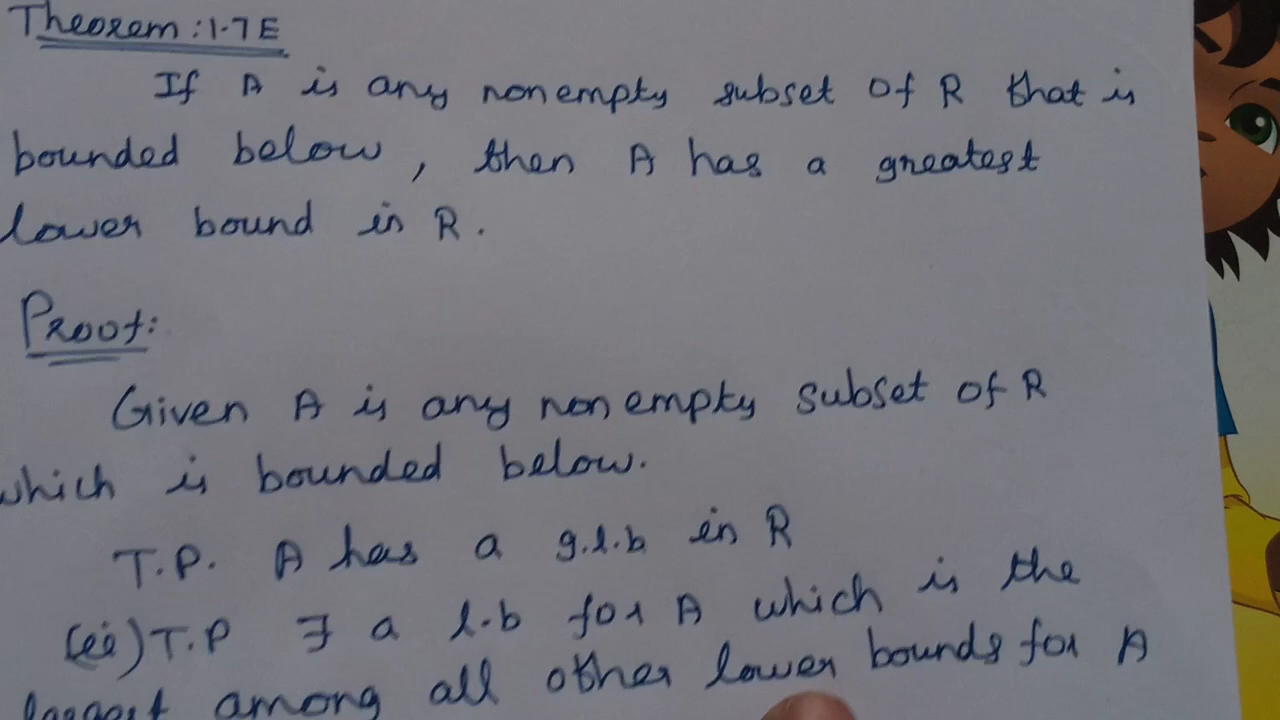 Theorem: 1.7E
If A is any nonempty subset of R that is
bounded below, then A has a greatest
lower bound in R.
Proof:
Given A is any nonempty subset of R
which is bounded below.
T.P. A has a g.l.b in R
(ie) T.P ∃ a l.b for A which is the
largest among all other lower bounds for A